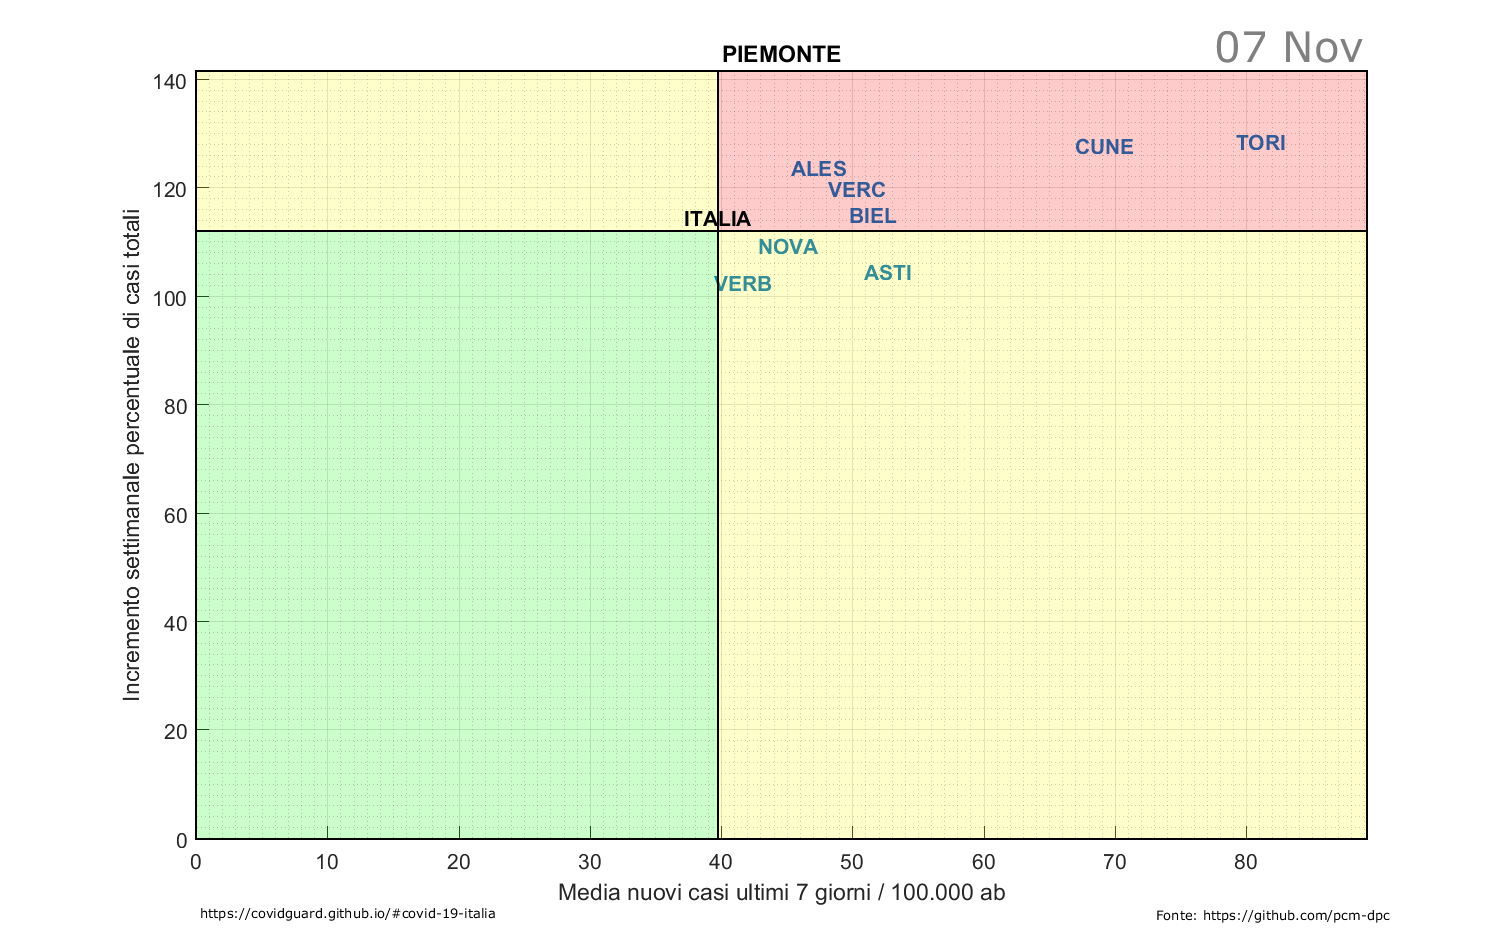 07 Nov
PIEMONTE
140
120
100
80
60
40
20
0
Incremento settimanale percentuale di casi totali
TORI
CUNE
ALES
VERC
BIEL
ITALIA
NOVA
ASTI
VERB
0 10 20 30 40 50 60 70 80
Media nuovi casi ultimi 7 giorni / 100.000 ab
https://covidguard.github.io/#covid-19-italia
Fonte: https://github.com/pcm-dpc